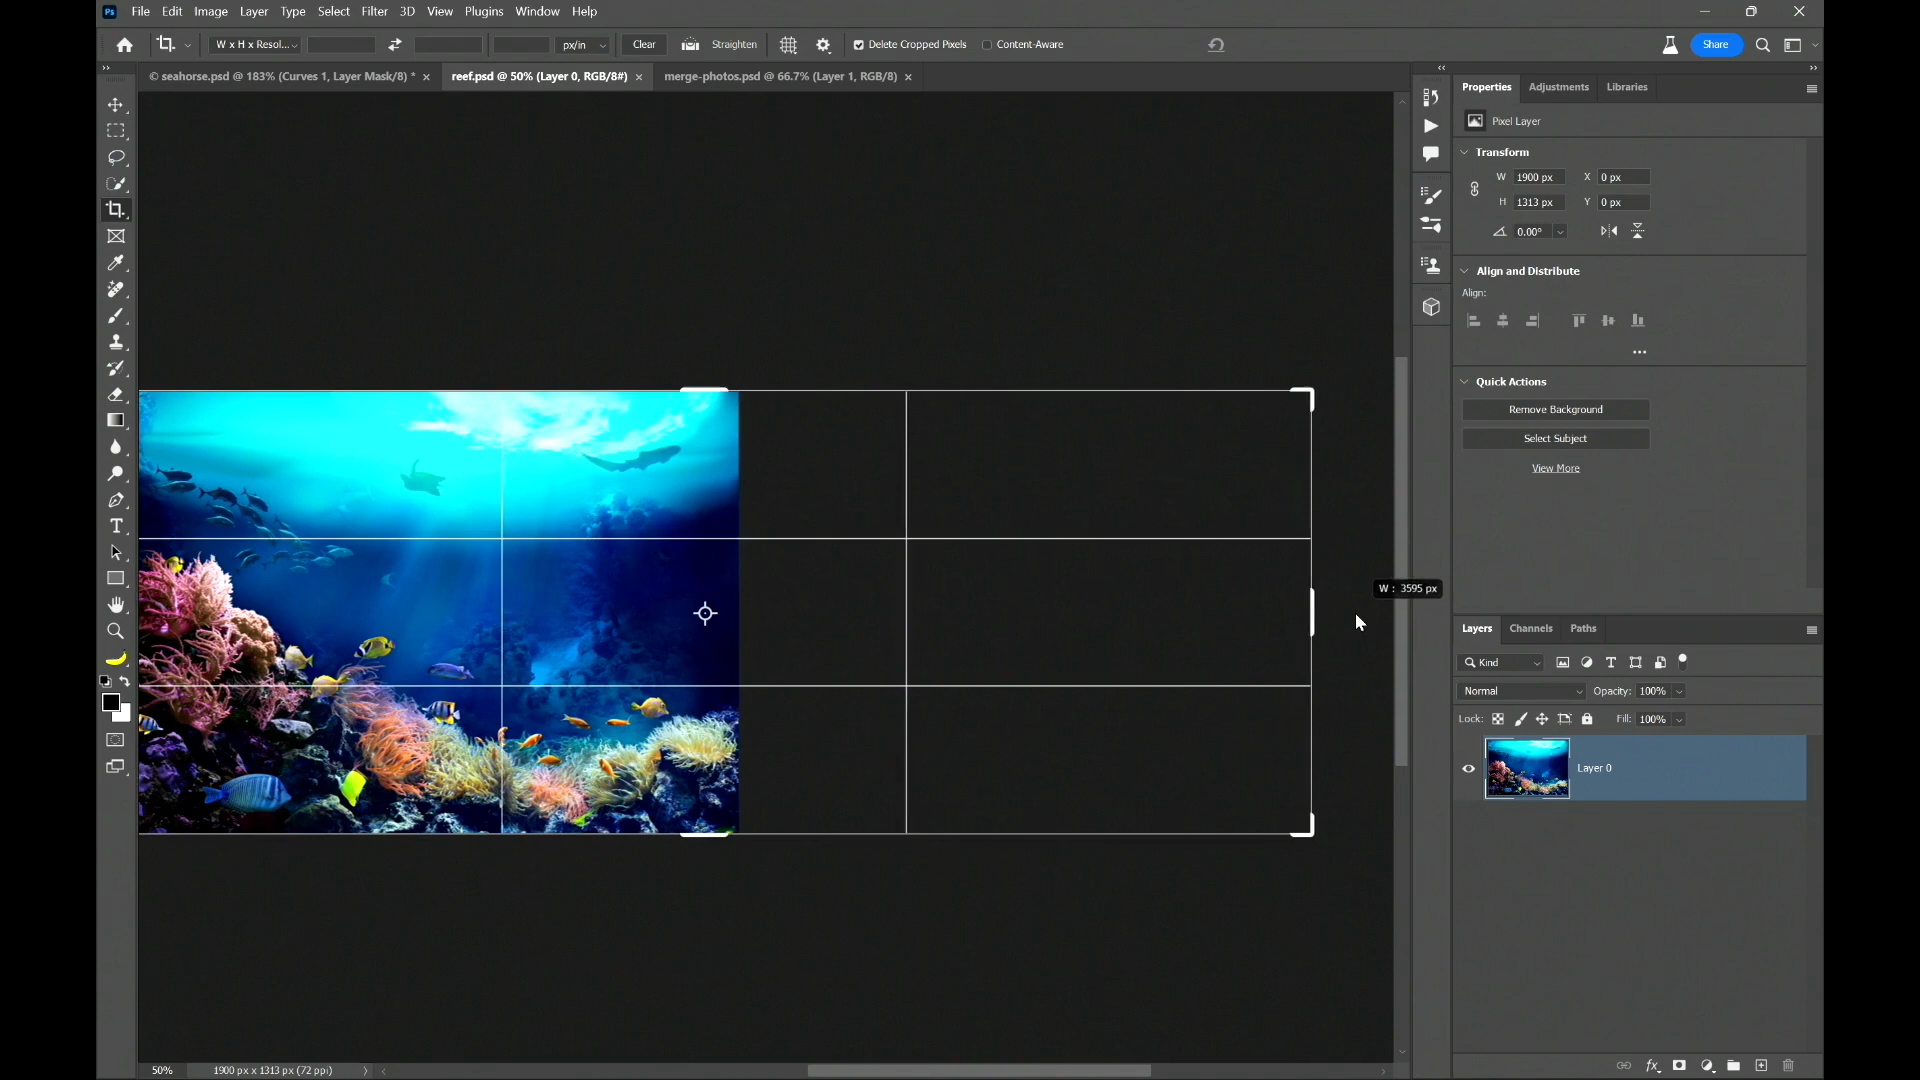 Ps File Edit Image Layer Type Select Filter 3D View Plugins Window Help
W x H x Resol... px/in Clear Straighten Delete Cropped Pixels Content-Aware Share
© seahorse.psd @ 183% (Curves 1, Layer Mask/8) * × reef.psd @ 50% (Layer 0, RGB/8#) × merge-photos.psd @ 66.7% (Layer 1, RGB/8) ×
Properties Adjustments Libraries
Pixel Layer
Transform
W 1900 px X 0 px
H 1313 px Y 0 px
0.00°
Align and Distribute
Align:
Quick Actions
Remove Background
Select Subject
View More
W : 3595 px
Layers Channels Paths
Kind
Normal Opacity: 100%
Lock: Fill: 100%
Layer 0
50% 1900 px x 1313 px (72 ppi)
fx